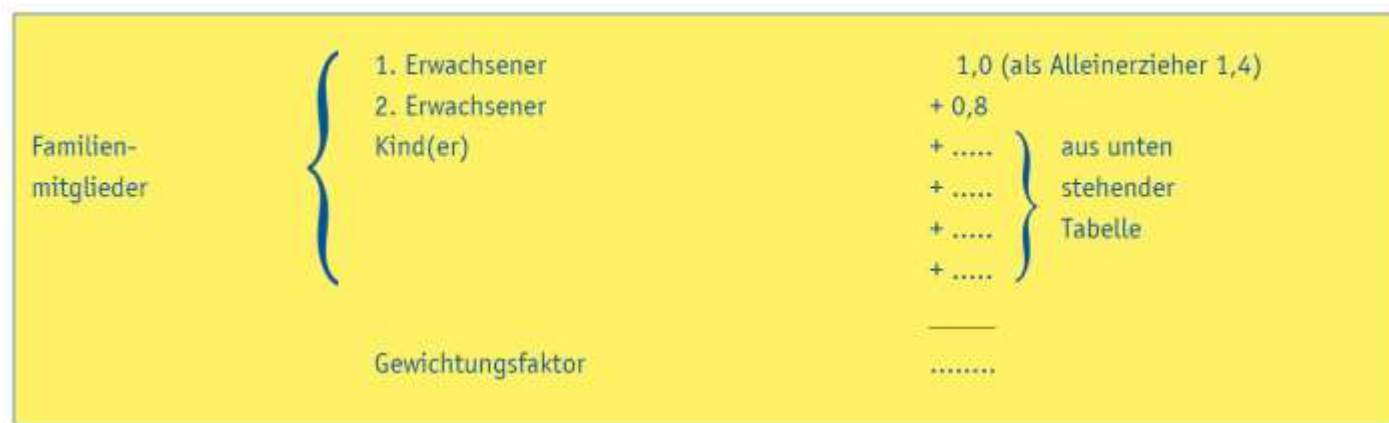 1. Erwachsener 1,0 (als Alleinerzieher 1,4)
2. Erwachsener + 0,8
Familien- Kind(er) + ..... aus unten
mitglieder + ..... stehender
+ ..... Tabelle
+ .....
Gewichtungsfaktor ........